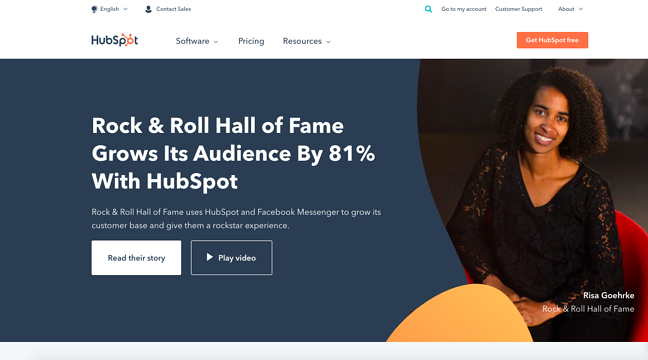 English
Contact Sales
Go to my account
Customer Support
About
HubSpot
Software
Pricing
Resources
Get HubSpot free
Rock & Roll Hall of Fame
Grows Its Audience By 81%
With HubSpot
Rock & Roll Hall of Fame uses HubSpot and Facebook Messenger to grow its
customer base and give them a rockstar experience.
Read their story
Play video
Risa Goehrke
Rock & Roll Hall of Fame